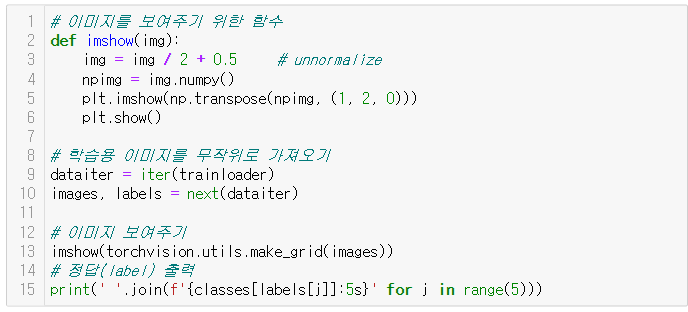 1 # 이미지를 보여주기 위한 함수
2 def imshow(img):
3     img = img / 2 + 0.5     # unnormalize
4     npimg = img.numpy()
5     plt.imshow(np.transpose(npimg, (1, 2, 0)))
6     plt.show()
7
8 # 학습용 이미지를 무작위로 가져오기
9 dataiter = iter(trainloader)
10 images, labels = next(dataiter)
11
12 # 이미지 보여주기
13 imshow(torchvision.utils.make_grid(images))
14 # 정답(label) 출력
15 print(' '.join(f'{classes[labels[j]]:5s}' for j in range(5)))